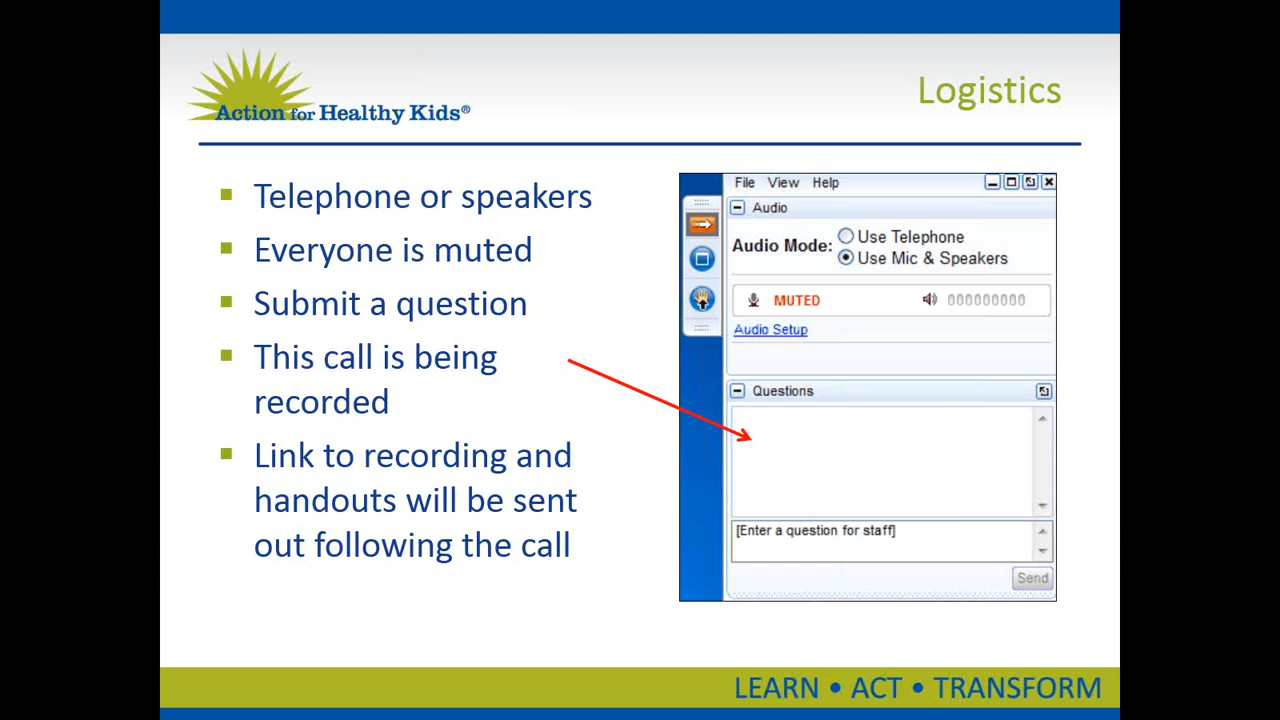 Action for Healthy Kids®
Logistics
Telephone or speakers
Everyone is muted
Submit a question
This call is being
recorded
Link to recording and
handouts will be sent
out following the call
File View Help
Audio
Audio Mode:
Use Telephone
Use Mic & Speakers
MUTED
000000000
Audio Setup
Questions
[Enter a question for staff]
Send
LEARN • ACT • TRANSFORM